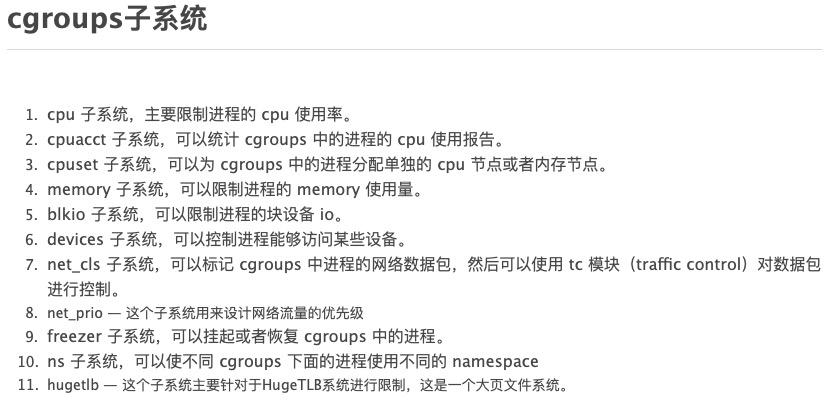 cgroups子系统
1. cpu 子系统，主要限制进程的 cpu 使用率。
2. cpuacct 子系统，可以统计 cgroups 中的进程的 cpu 使用报告。
3. cpuset 子系统，可以为 cgroups 中的进程分配单独的 cpu 节点或者内存节点。
4. memory 子系统，可以限制进程的 memory 使用量。
5. blkio 子系统，可以限制进程的块设备 io。
6. devices 子系统，可以控制进程能够访问某些设备。
7. net_cls 子系统，可以标记 cgroups 中进程的网络数据包，然后可以使用 tc 模块（traffic control）对数据包
进行控制。
8. net_prio — 这个子系统用来设计网络流量的优先级
9. freezer 子系统，可以挂起或者恢复 cgroups 中的进程。
10. ns 子系统，可以使不同 cgroups 下面的进程使用不同的 namespace
11. hugetlb — 这个子系统主要针对于HugeTLB系统进行限制，这是一个大页文件系统。